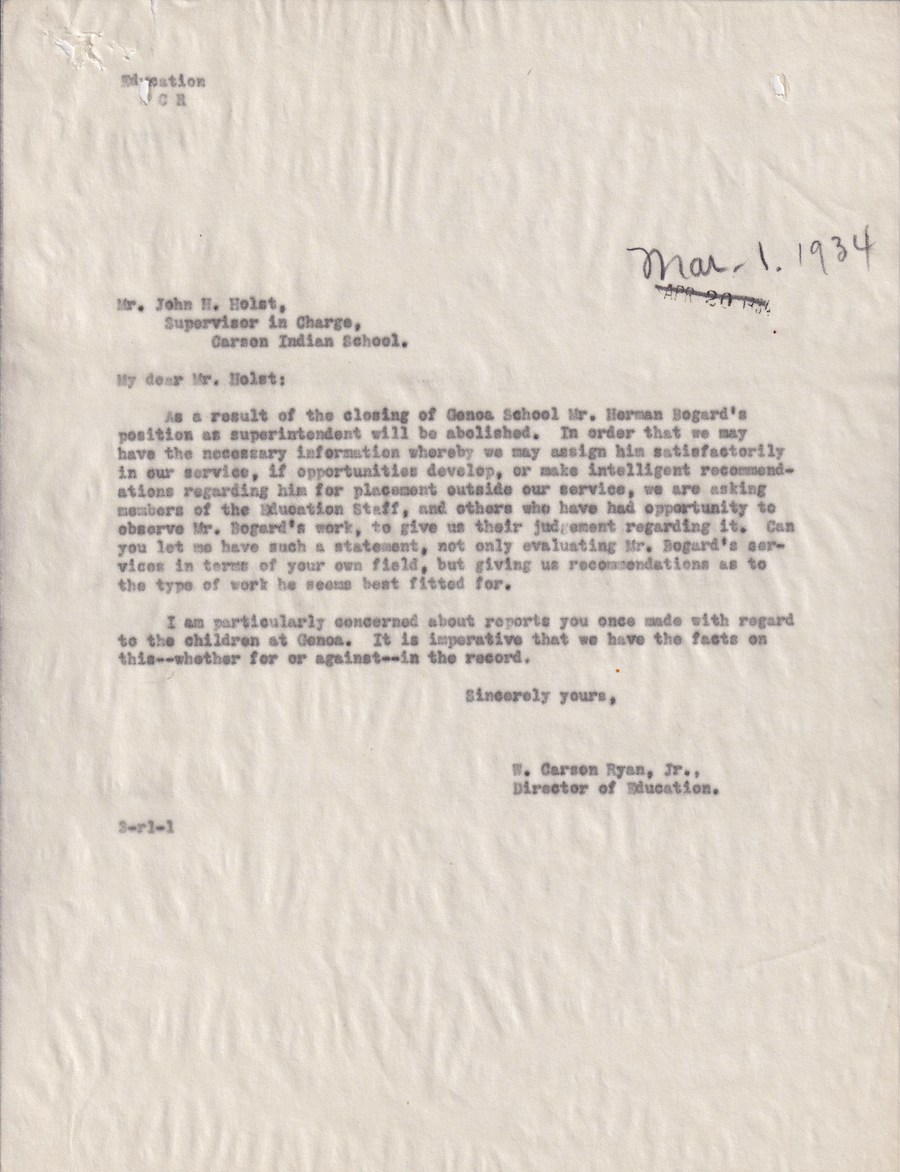 Education
C R
Mar. 1. 1934
APR 20 1934
Mr. John H. Holst,
Supervisor in Charge,
Carson Indian School.
My dear Mr. Holst:
As a result of the closing of Genoa School Mr. Herman Bogard's
position as superintendent will be abolished. In order that we may
have the necessary information whereby we may assign him satisfactorily
in our service, if opportunities develop, or make intelligent recommend-
ations regarding him for placement outside our service, we are asking
members of the Education Staff, and others who have had opportunity to
observe Mr. Bogard's work, to give us their judgement regarding it. Can
you let me have such a statement, not only evaluating Mr. Bogard's ser-
vices in terms of your own field, but giving us recommendations as to
the type of work he seems best fitted for.
I am particularly concerned about reports you once made with regard
to the children at Genoa. It is imperative that we have the facts on
this--whether for or against--in the record.
Sincerely yours,
W. Carson Ryan, Jr.,
Director of Education.
3-rl-1